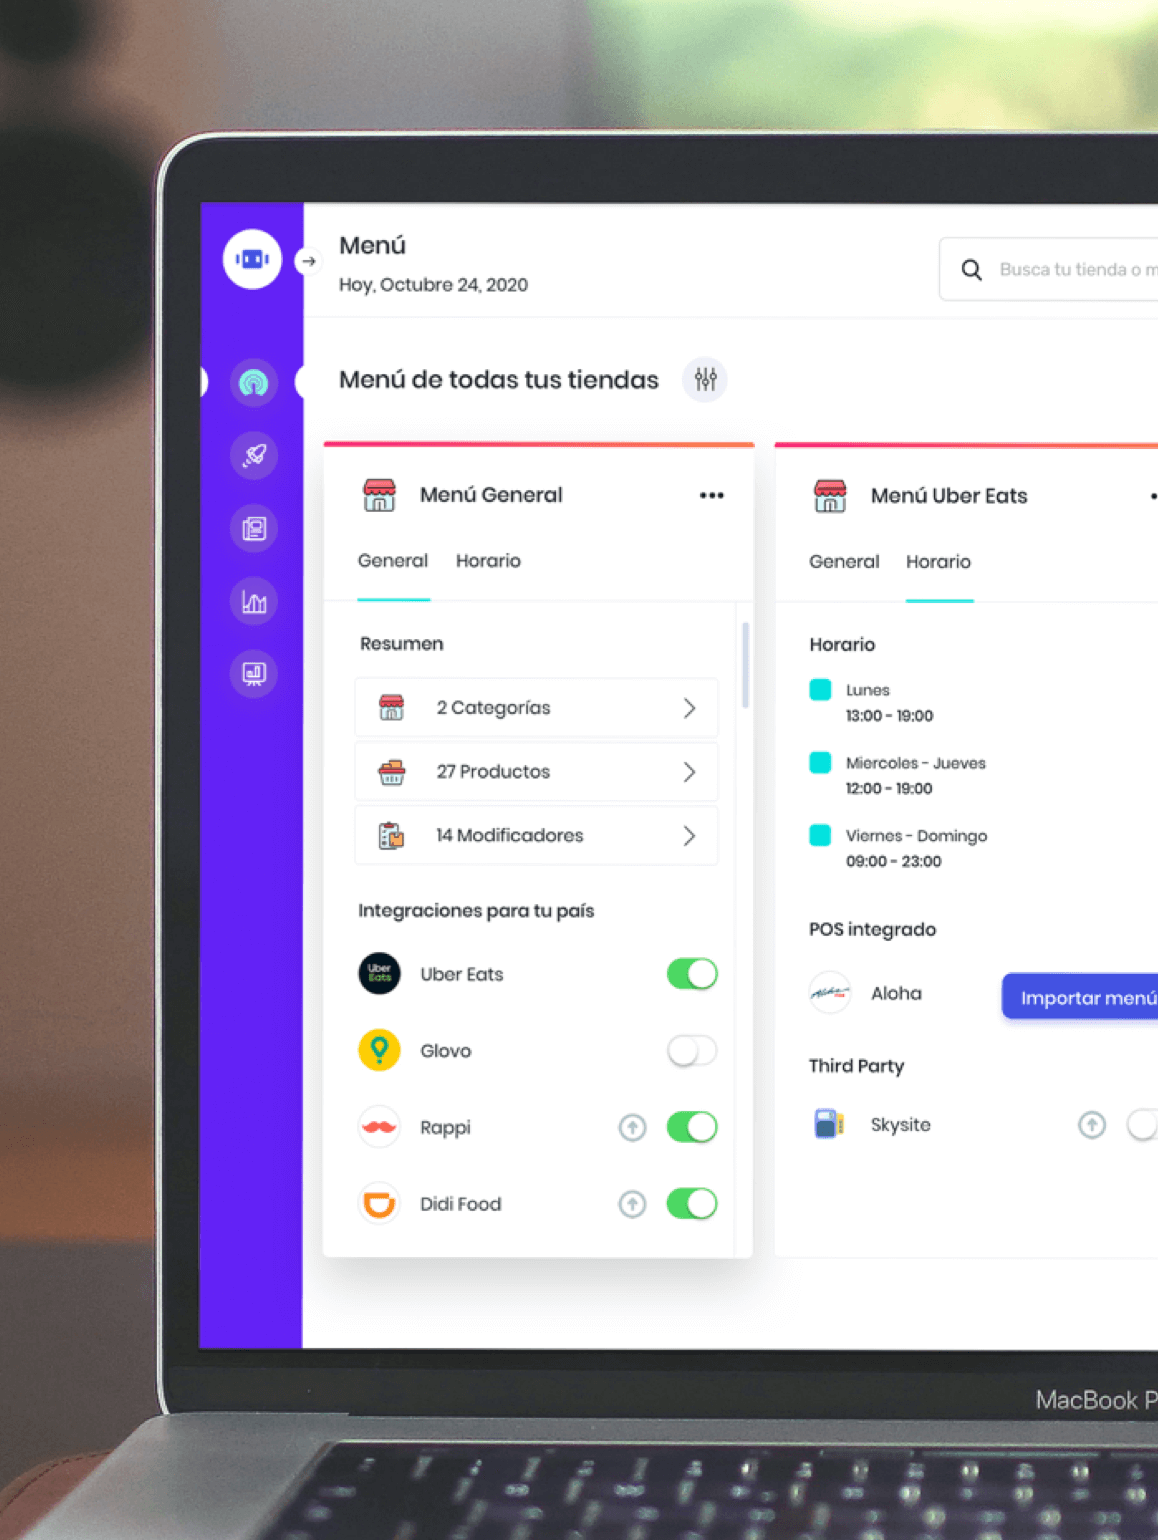 Menú
Hoy, Octubre 24, 2020
Busca tu tienda o m
Menú de todas tus tiendas
Menú General
General Horario
Resumen
2 Categorías
27 Productos
14 Modificadores
Integraciones para tu país
Uber Eats
Uber Eats
Glovo
Rappi
Didi Food
Menú Uber Eats
General Horario
Horario
Lunes
13:00 - 19:00
Miercoles - Jueves
12:00 - 19:00
Viernes - Domingo
09:00 - 23:00
POS integrado
Aloha
Aloha
Importar menú
Third Party
Skysite
MacBook P